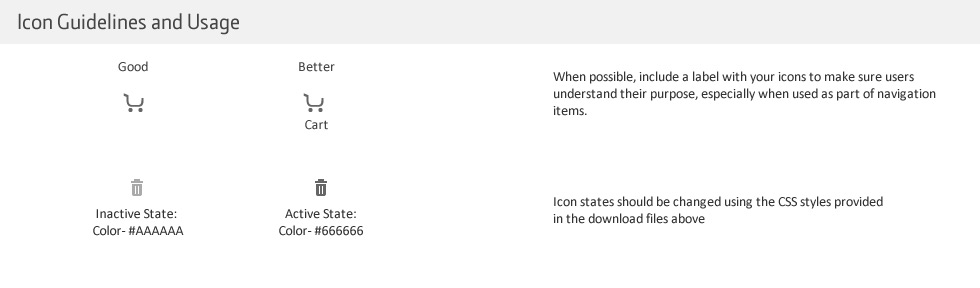 Icon Guidelines and Usage
Good
Better
When possible, include a label with your icons to make sure users
understand their purpose, especially when used as part of navigation
items.
Cart
Inactive State:
Color- #AAAAAA
Active State:
Color- #666666
Icon states should be changed using the CSS styles provided
in the download files above